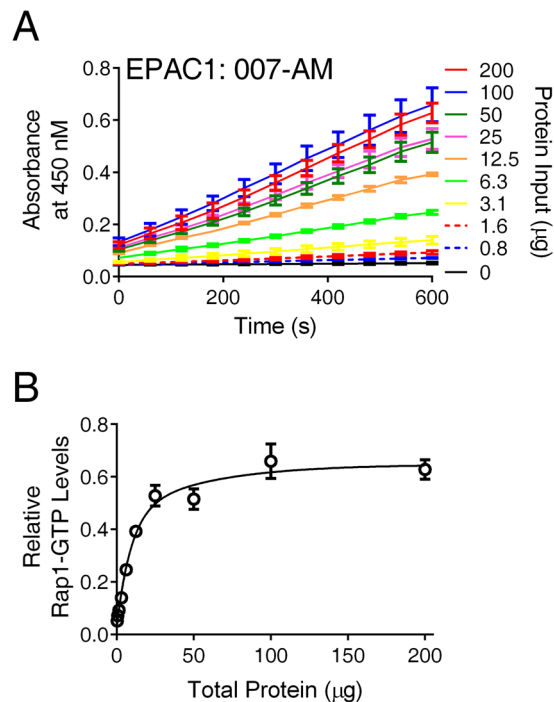 A
EPAC1: 007-AM
Absorbance
at 450 nM
0.8
0.6
0.4
0.2
0.0
0
200
400
600
Time (s)
200
100
50
25
12.5
6.3
3.1
1.6
0.8
0
Protein Input (µg)
B
Relative
Rap1-GTP Levels
0.8
0.6
0.4
0.2
0.0
0
50
100
150
200
Total Protein (µg)